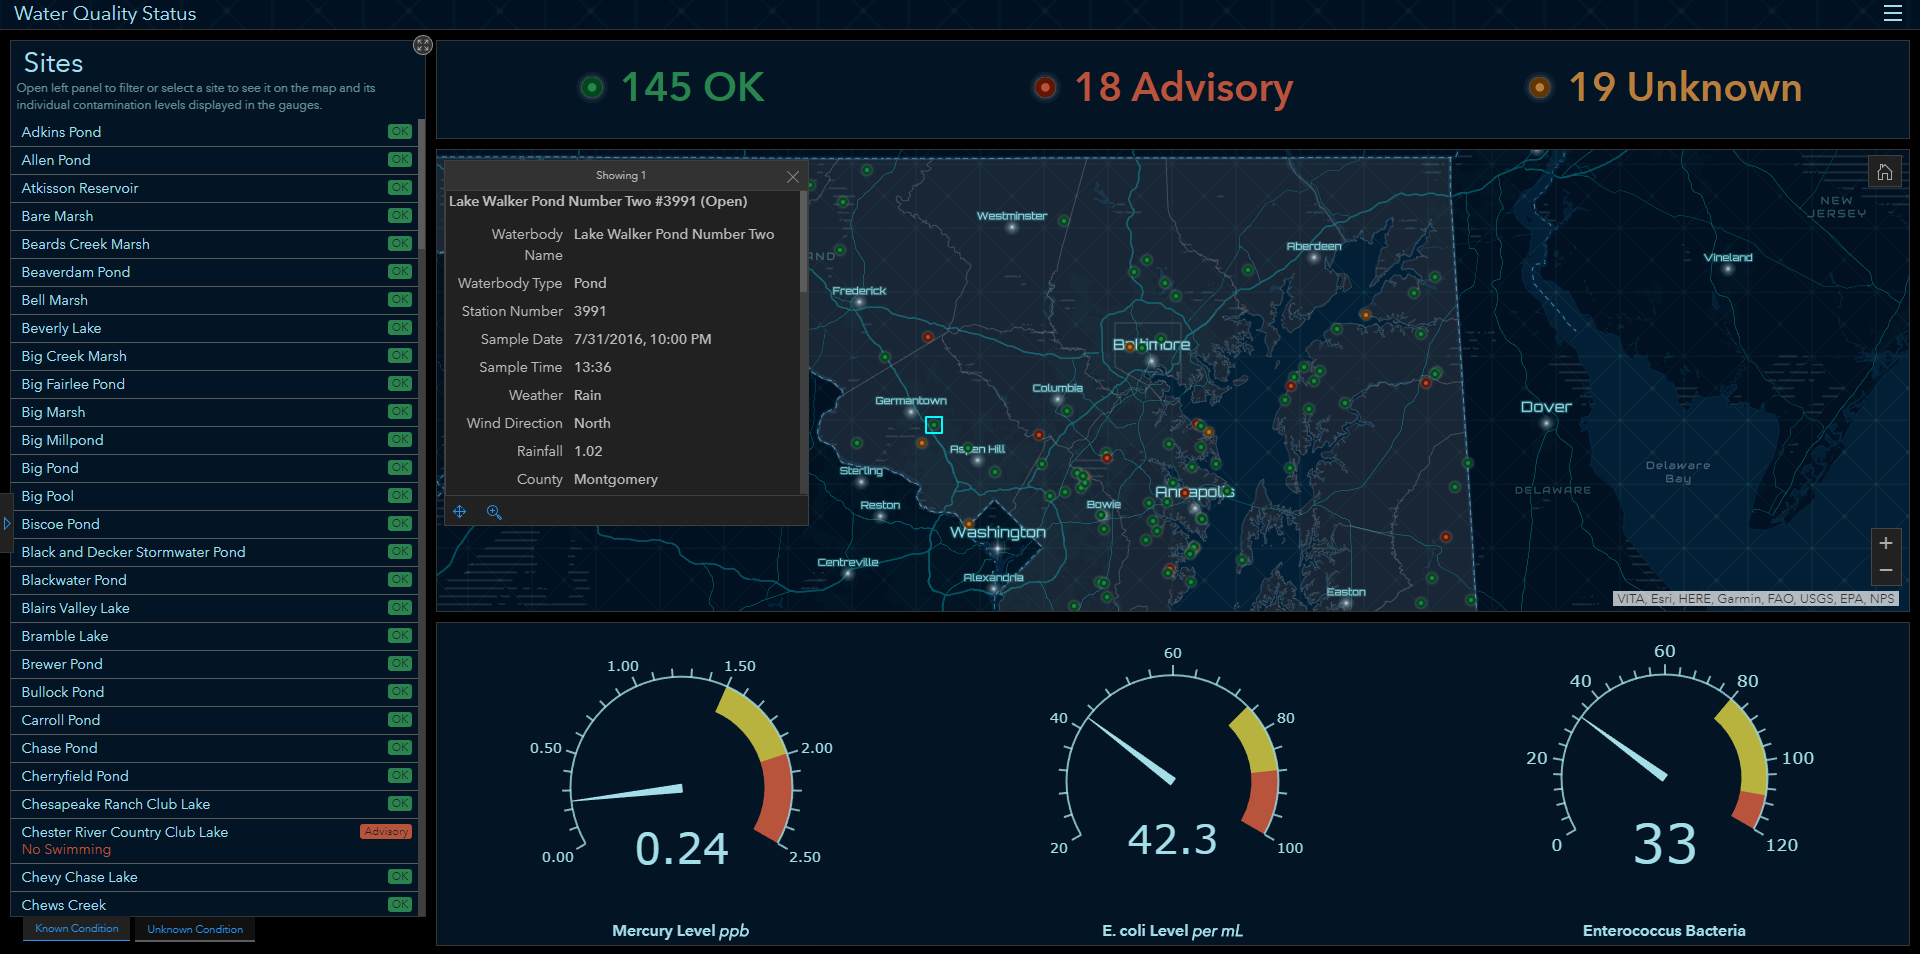 Water Quality Status
Sites
Open left panel to filter or select a site to see it on the map and its
individual contamination levels displayed in the gauges.
Adkins Pond OK
Allen Pond OK
Atkisson Reservoir OK
Bare Marsh OK
Beards Creek Marsh OK
Beaverdam Pond OK
Bell Marsh OK
Beverly Lake OK
Big Creek Marsh OK
Big Fairlee Pond OK
Big Marsh OK
Big Millpond OK
Big Pond OK
Big Pool OK
Biscoe Pond OK
Black and Decker Stormwater Pond OK
Blackwater Pond OK
Blairs Valley Lake OK
Bramble Lake OK
Brewer Pond OK
Bullock Pond OK
Carroll Pond OK
Chase Pond OK
Cherryfield Pond OK
Chesapeake Ranch Club Lake OK
Chester River Country Club Lake Advisory
No Swimming
Chevy Chase Lake OK
Chews Creek OK
Known Condition Unknown Condition
145 OK 18 Advisory 19 Unknown
Showing 1
Lake Walker Pond Number Two #3991 (Open)
Waterbody Name Lake Walker Pond Number Two
Waterbody Type Pond
Station Number 3991
Sample Date 7/31/2016, 10:00 PM
Sample Time 13:36
Weather Rain
Wind Direction North
Rainfall 1.02
County Montgomery
NEW
JERSEY
Westminster
Aberdeen
Vineland
Frederick
Baltimore
Columbia
Germantown
Dover
Aspen Hill
Sterling
Delaware
Bay
DELAWARE
Annapolis
Reston
Bowie
Washington
Centreville
Alexandria
Easton
+
−
VITA, Esri, HERE, Garmin, FAO, USGS, EPA, NPS
0.00 0.50 1.00 1.50 2.00 2.50
0.24
Mercury Level ppb
20 40 60 80 100
42.3
E. coli Level per mL
0 20 40 60 80 100 120
33
Enterococcus Bacteria